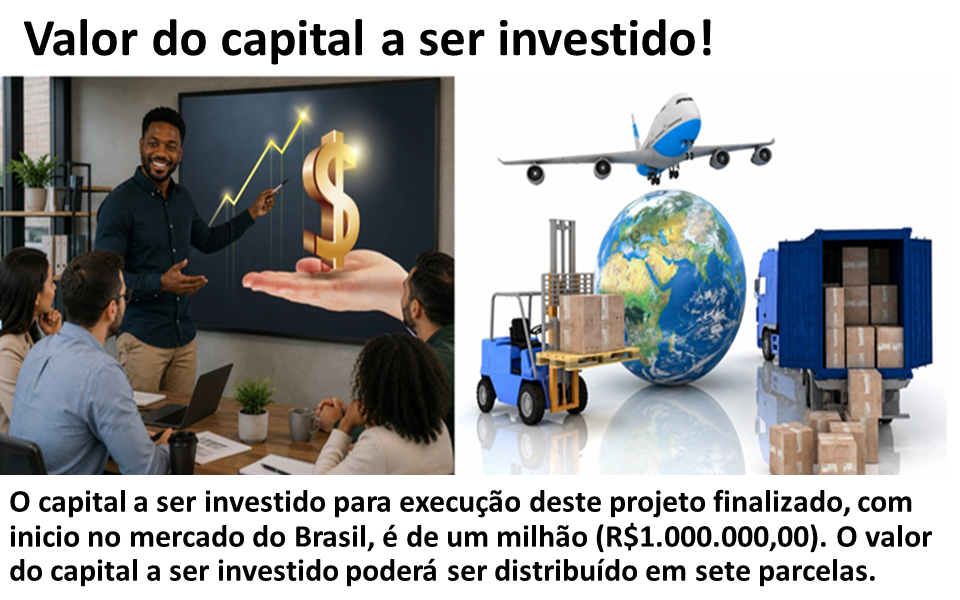 Valor do capital a ser investido!
O capital a ser investido para execução deste projeto finalizado, com
inicio no mercado do Brasil, é de um milhão (R$1.000.000,00). O valor
do capital a ser investido poderá ser distribuído em sete parcelas.